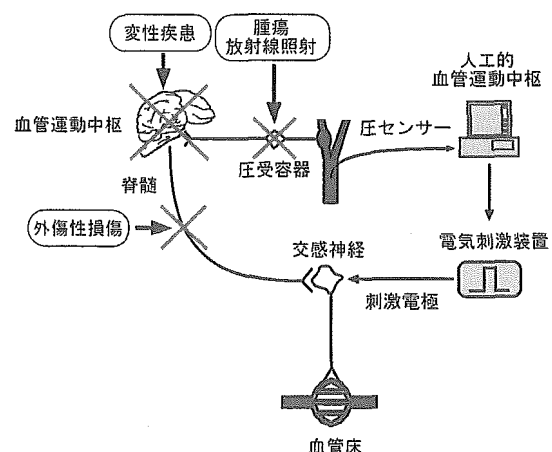 変性疾患
腫瘍
放射線照射
人工的
血管運動中枢
血管運動中枢
圧センサー
圧受容器
脊髄
外傷性損傷
交感神経
電気刺激装置
刺激電極
血管床